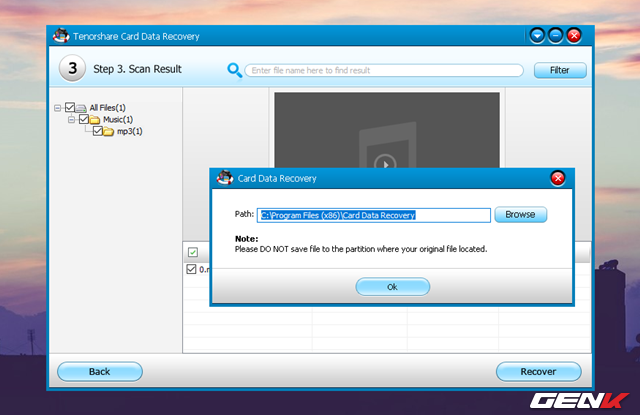 Tenorshare Card Data Recovery
3
Step 3. Scan Result
Enter file name here to find result
Filter
All Files(1)
Music(1)
mp3(1)
Card Data Recovery
Path:
C:\Program Files (x86)\Card Data Recovery
Browse
Note:
Please DO NOT save file to the partition where your original file located.
Ok
Back
Recover
GENK